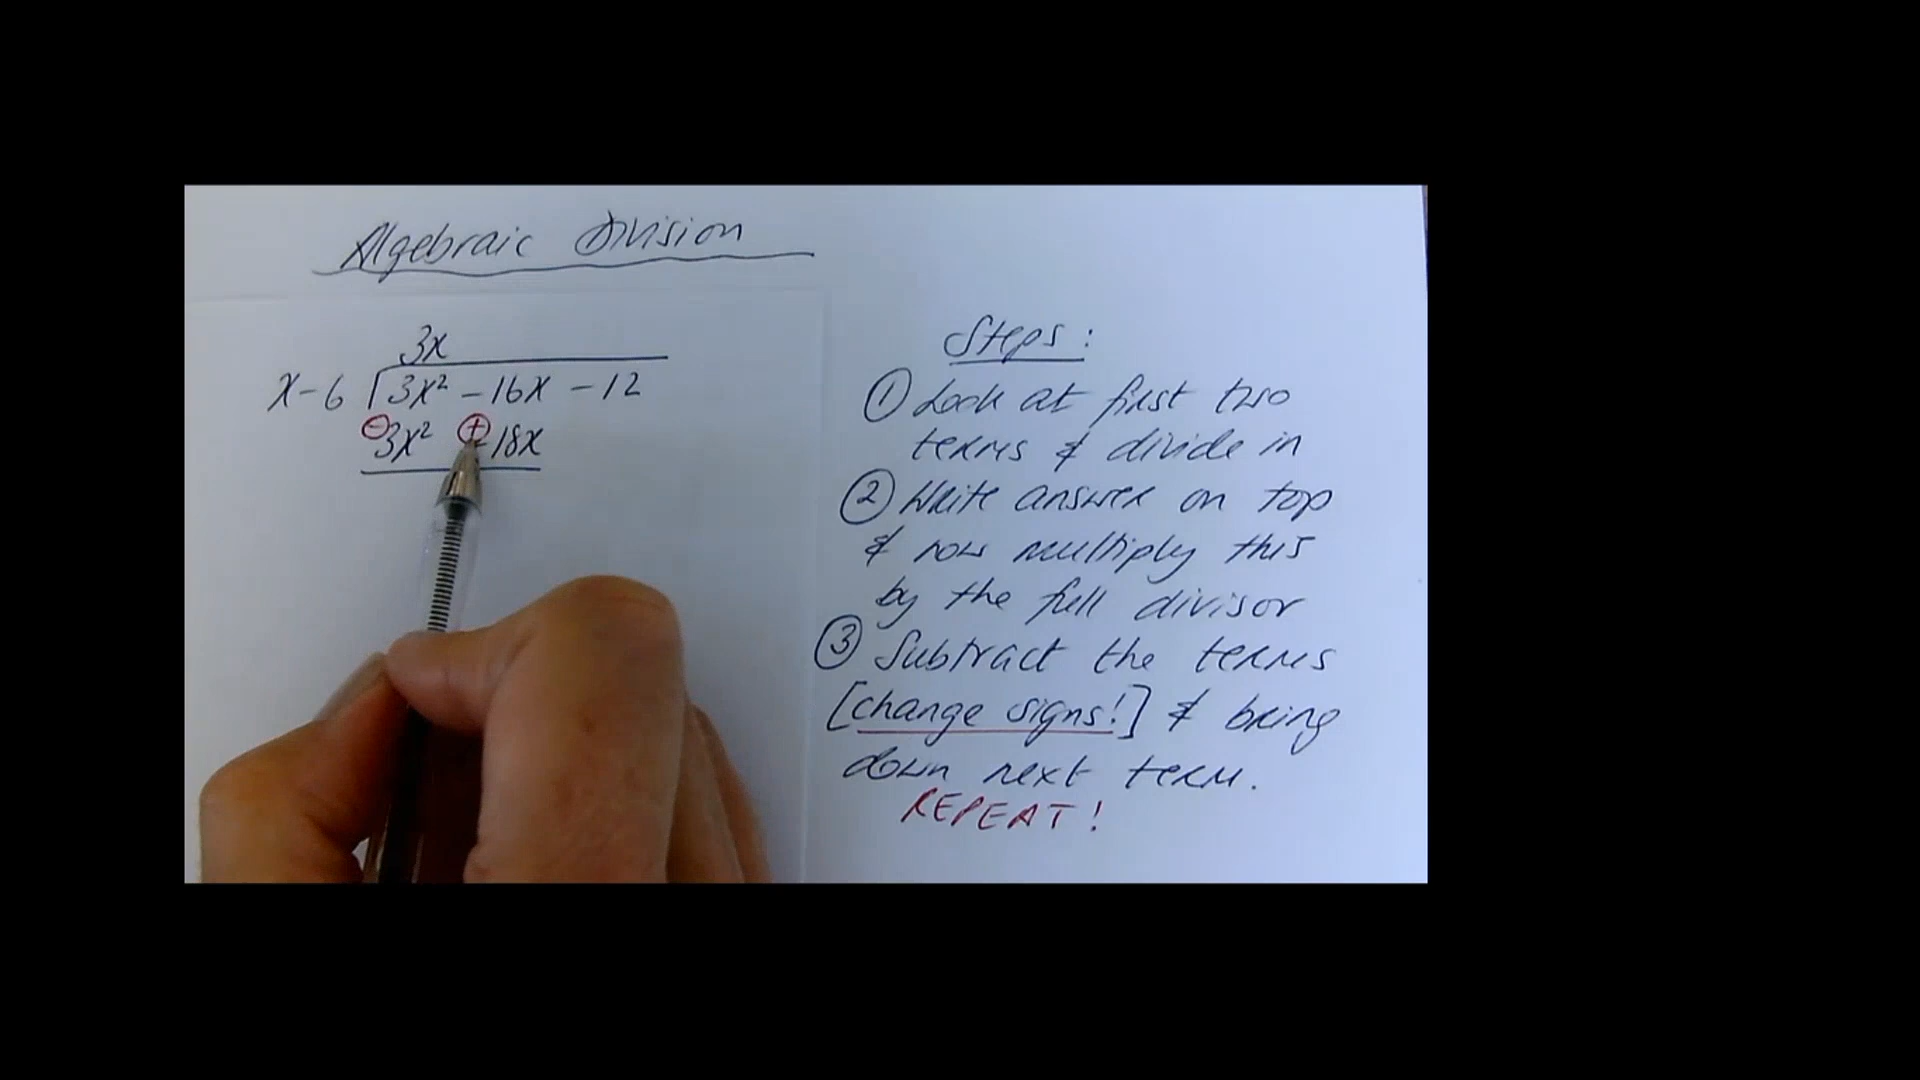 Algebraic Division
3x
x-6 3x² -16x -12
⊖3x² ⊕-18x
Steps:
① Look at first two
terms & divide in
② Write answer on top
& now multiply this
by the full divisor
③ Subtract the terms
[change signs!] & bring
down next term.
REPEAT!